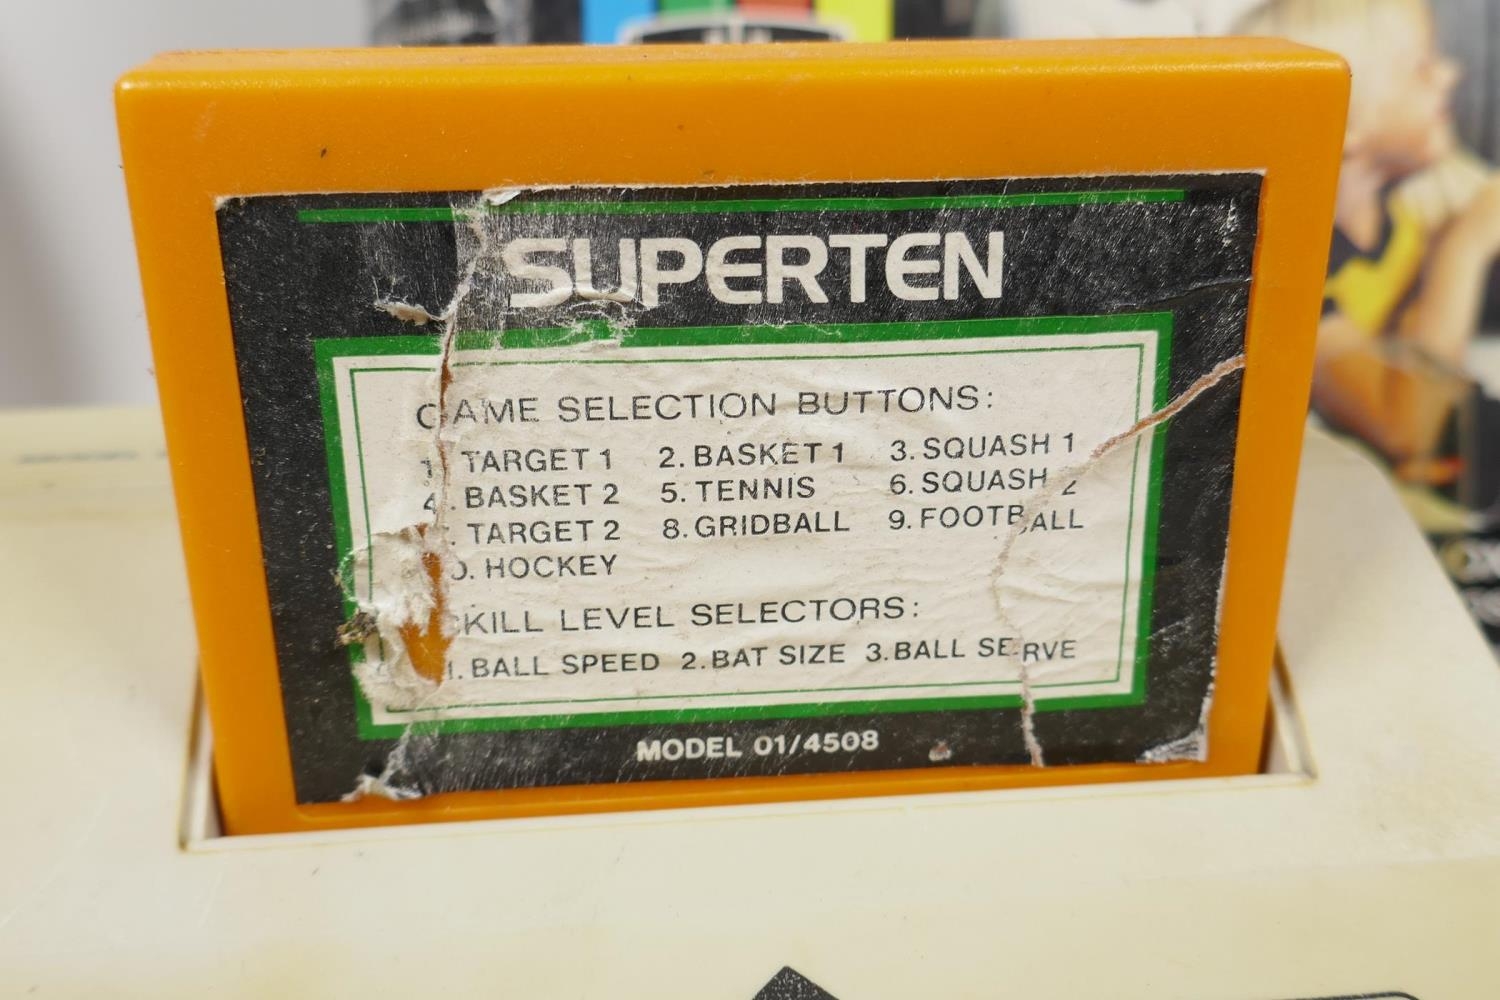 SUPERTEN
GAME SELECTION BUTTONS:
1. TARGET 1 2. BASKET 1 3. SQUASH 1
4. BASKET 2 5. TENNIS 6. SQUASH 2
. TARGET 2 8. GRIDBALL 9. FOOTBALL
0. HOCKEY
SKILL LEVEL SELECTORS:
1. BALL SPEED 2. BAT SIZE 3. BALL SERVE
MODEL 01/4508